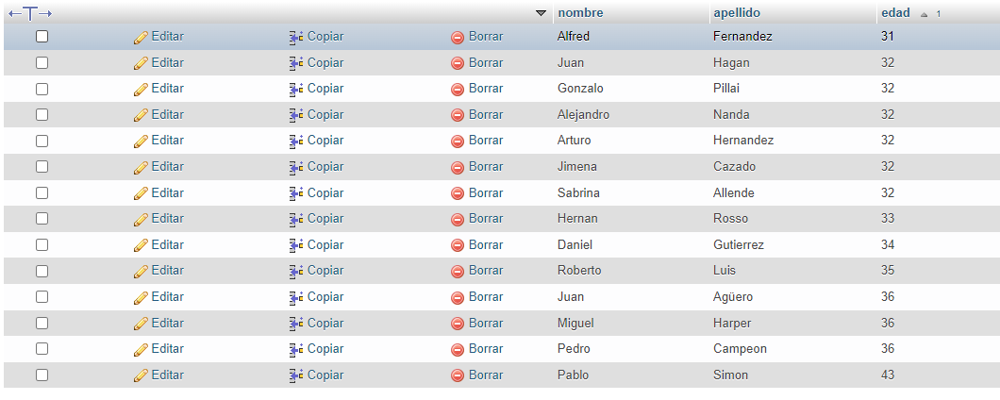 nombre apellido edad 1
Editar Copiar Borrar Alfred Fernandez 31
Editar Copiar Borrar Juan Hagan 32
Editar Copiar Borrar Gonzalo Pillai 32
Editar Copiar Borrar Alejandro Nanda 32
Editar Copiar Borrar Arturo Hernandez 32
Editar Copiar Borrar Jimena Cazado 32
Editar Copiar Borrar Sabrina Allende 32
Editar Copiar Borrar Hernan Rosso 33
Editar Copiar Borrar Daniel Gutierrez 34
Editar Copiar Borrar Roberto Luis 35
Editar Copiar Borrar Juan Agüero 36
Editar Copiar Borrar Miguel Harper 36
Editar Copiar Borrar Pedro Campeon 36
Editar Copiar Borrar Pablo Simon 43